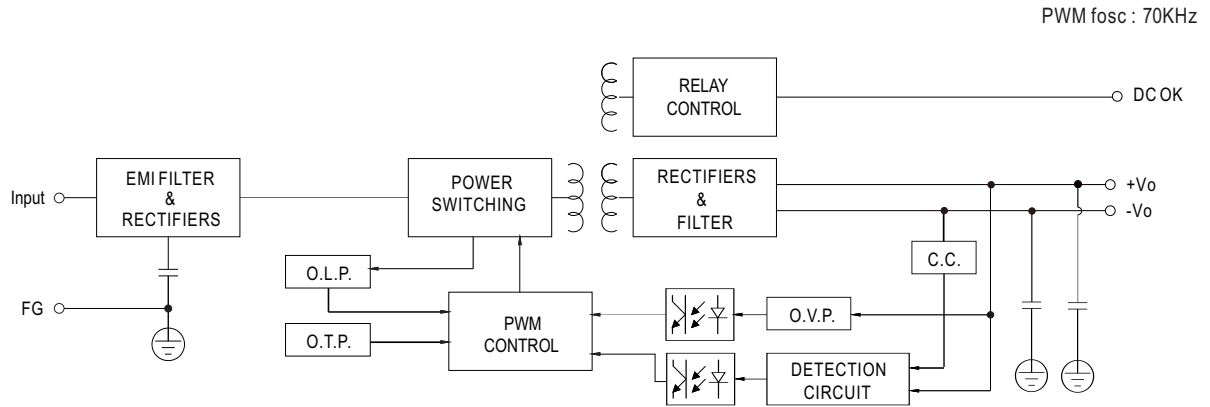 PWM fosc : 70KHz
RELAY
CONTROL
DC OK
Input
EMI FILTER
&
RECTIFIERS
POWER
SWITCHING
RECTIFIERS
&
FILTER
+Vo
-Vo
C.C.
O.L.P.
FG
O.T.P.
PWM
CONTROL
O.V.P.
DETECTION
CIRCUIT